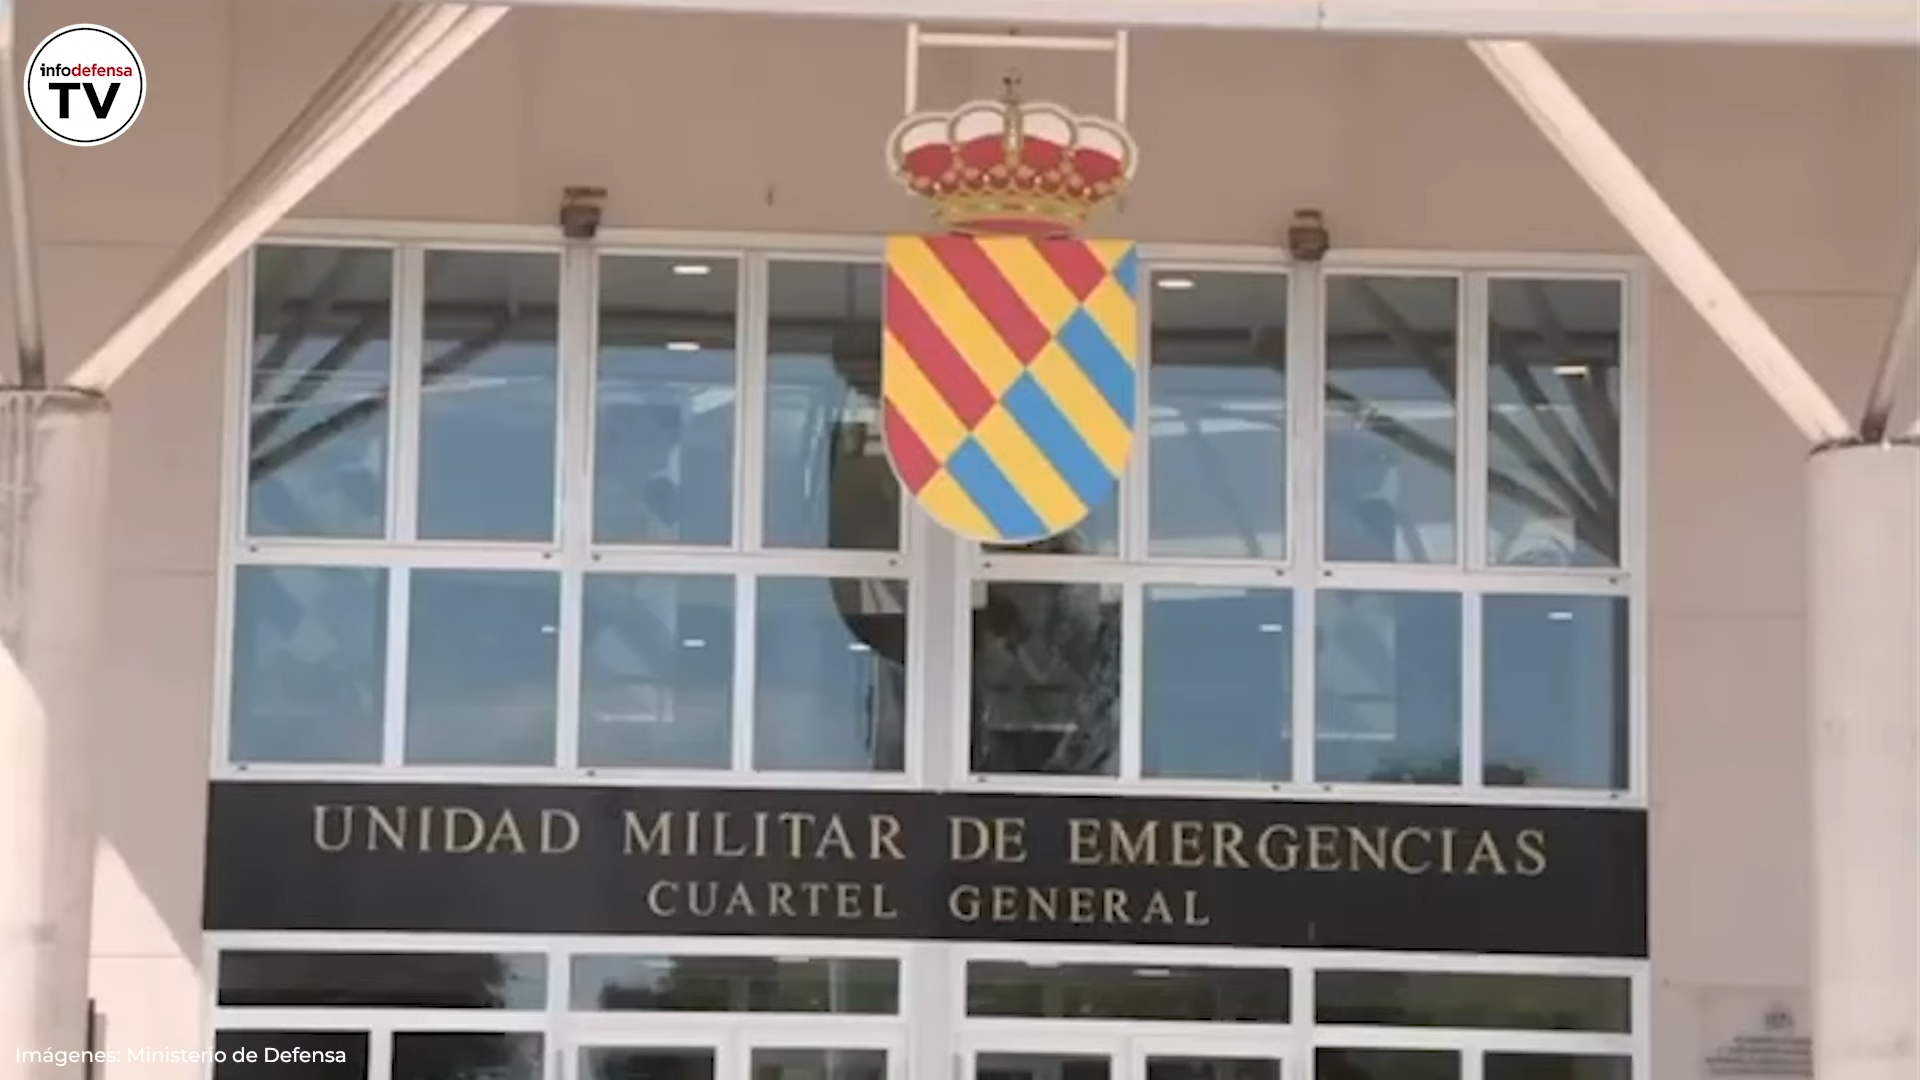 infodefensa
TV
UNIDAD MILITAR DE EMERGENCIAS
CUARTEL GENERAL
Imágenes: Ministerio de Defensa